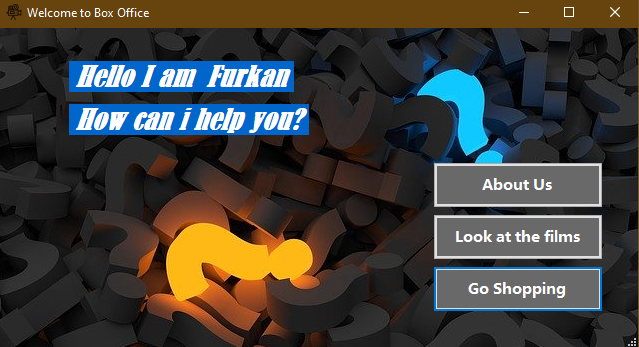 Welcome to Box Office
Hello I am Furkan
How can i help you?
About Us
Look at the films
Go Shopping